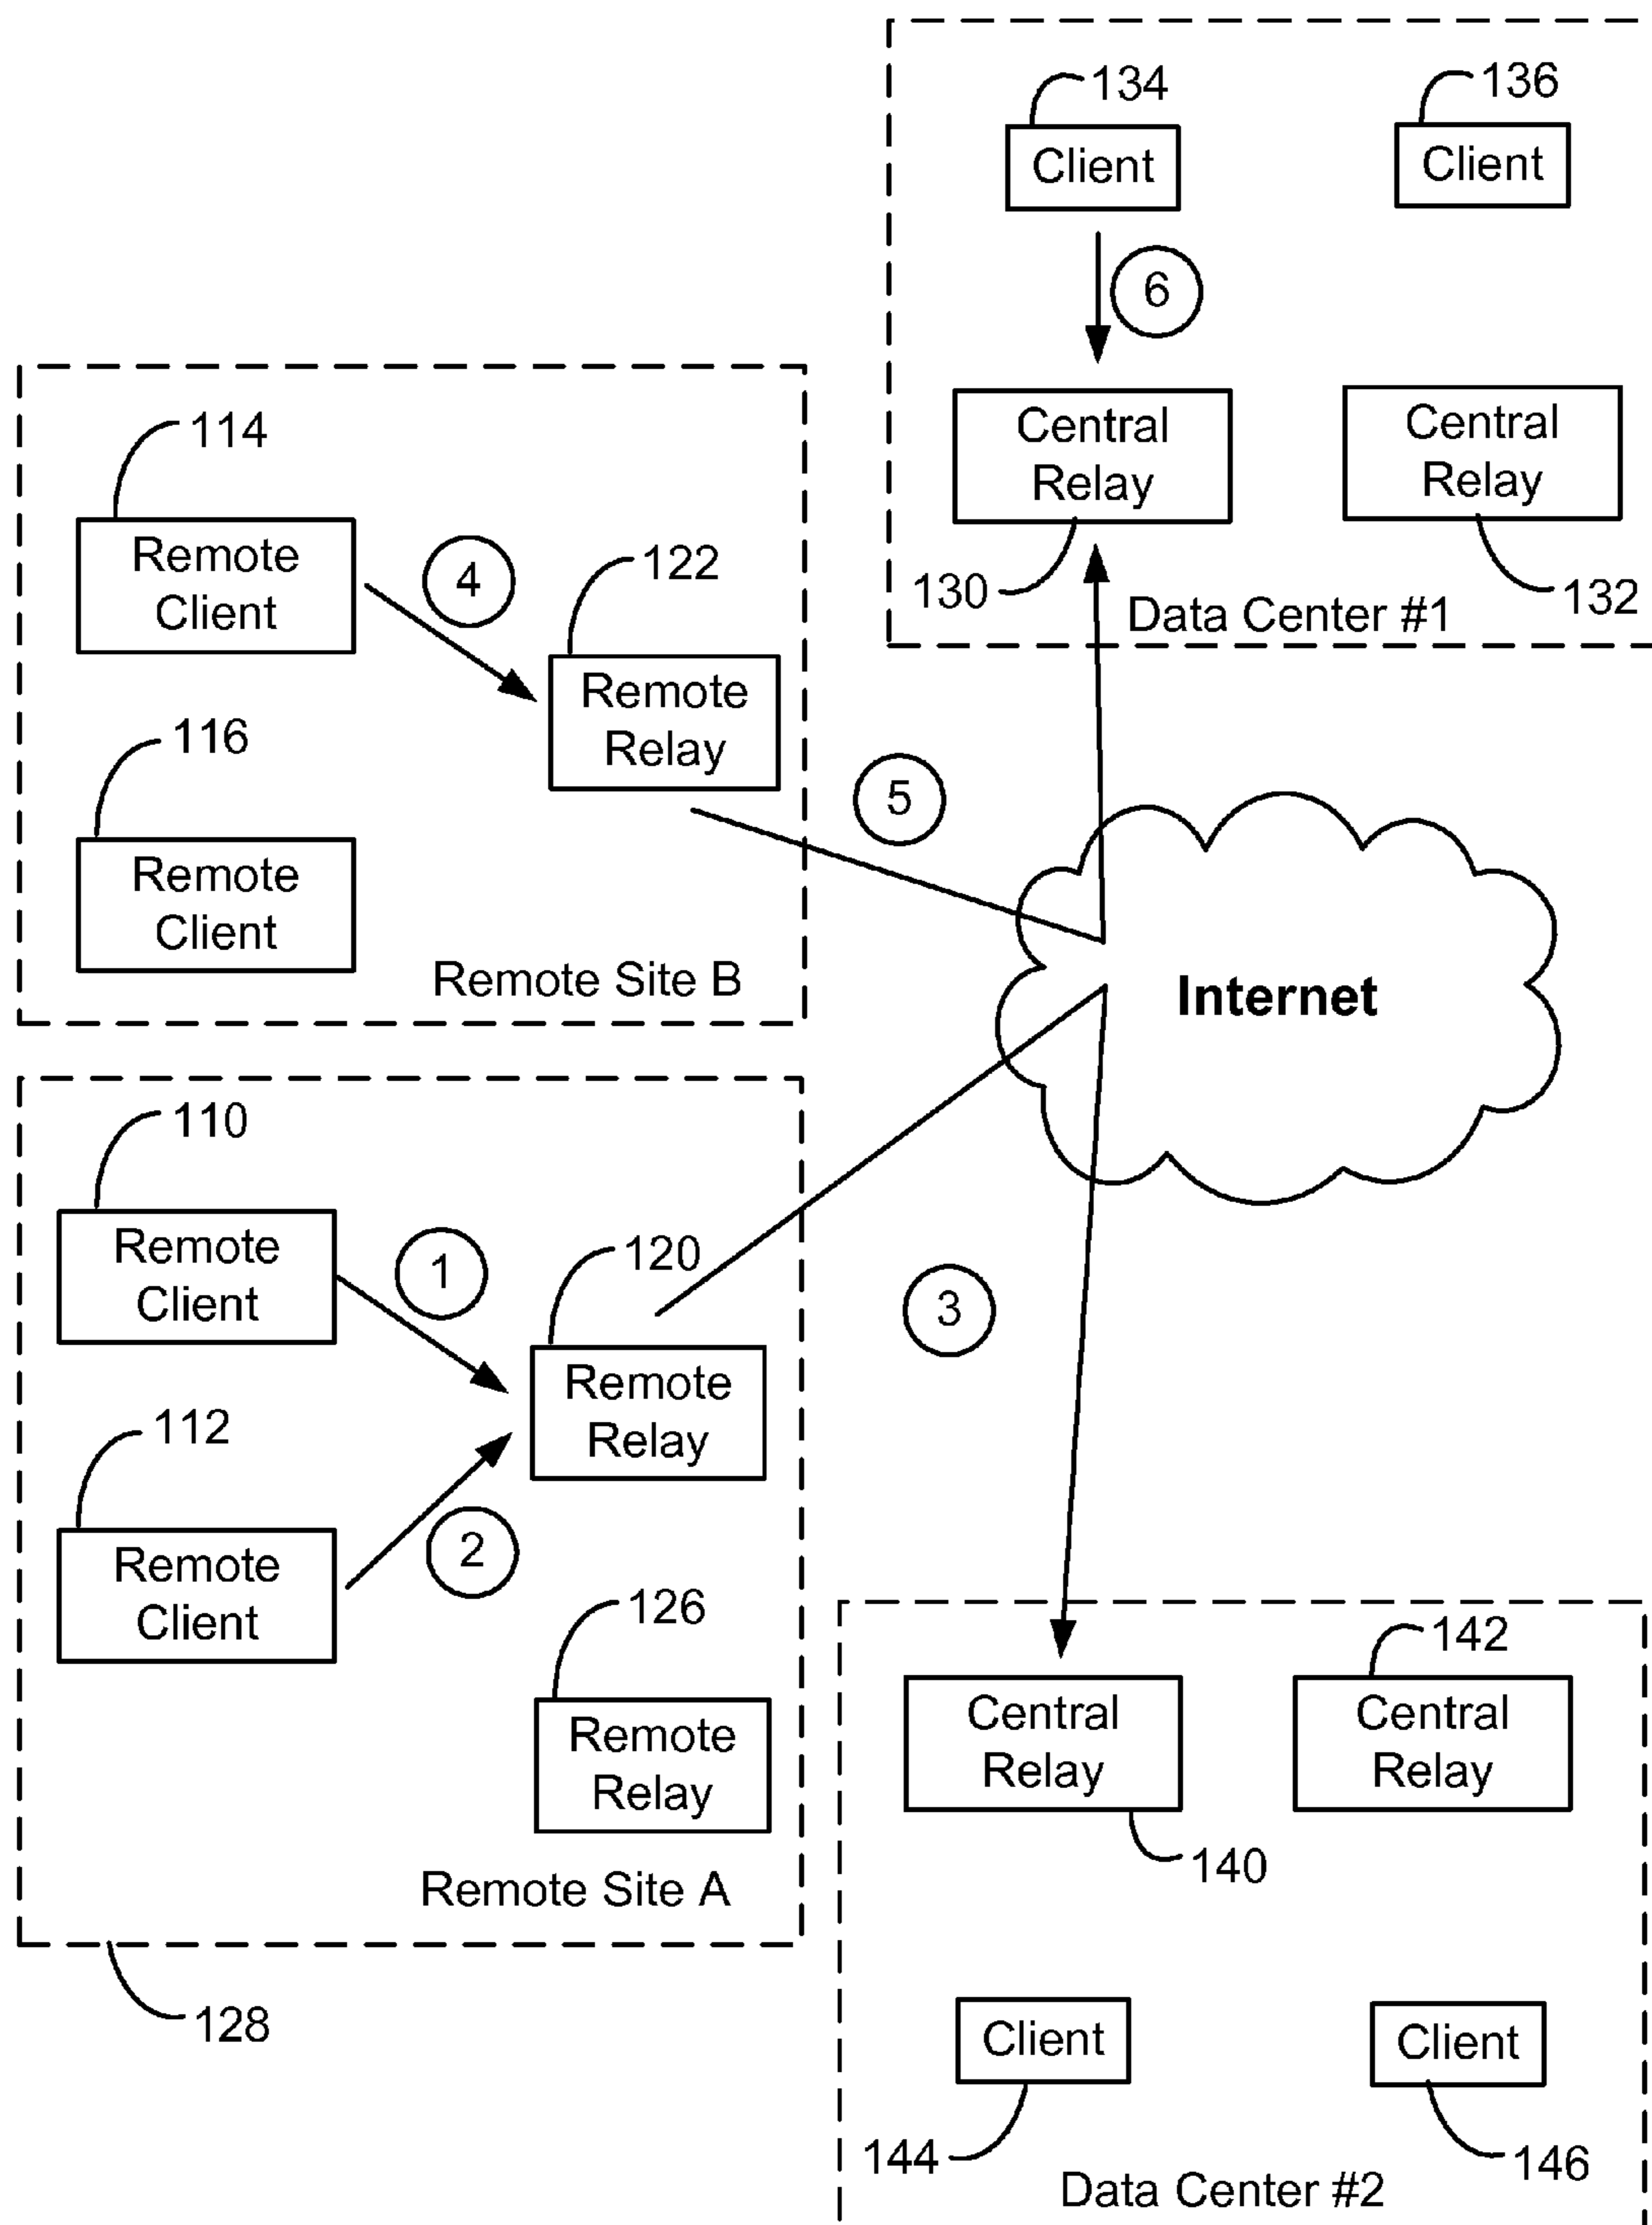 134
136
Client
Client
6
Central
Relay
Central
Relay
130
132
Data Center #1
114
Remote
Client
4
122
Remote
Relay
116
Remote
Client
5
Remote Site B
Internet
110
Remote
Client
1
120
Remote
Relay
3
112
Remote
Client
2
126
Remote
Relay
Remote Site A
128
142
Central
Relay
Central
Relay
140
Client
Client
144
146
Data Center #2